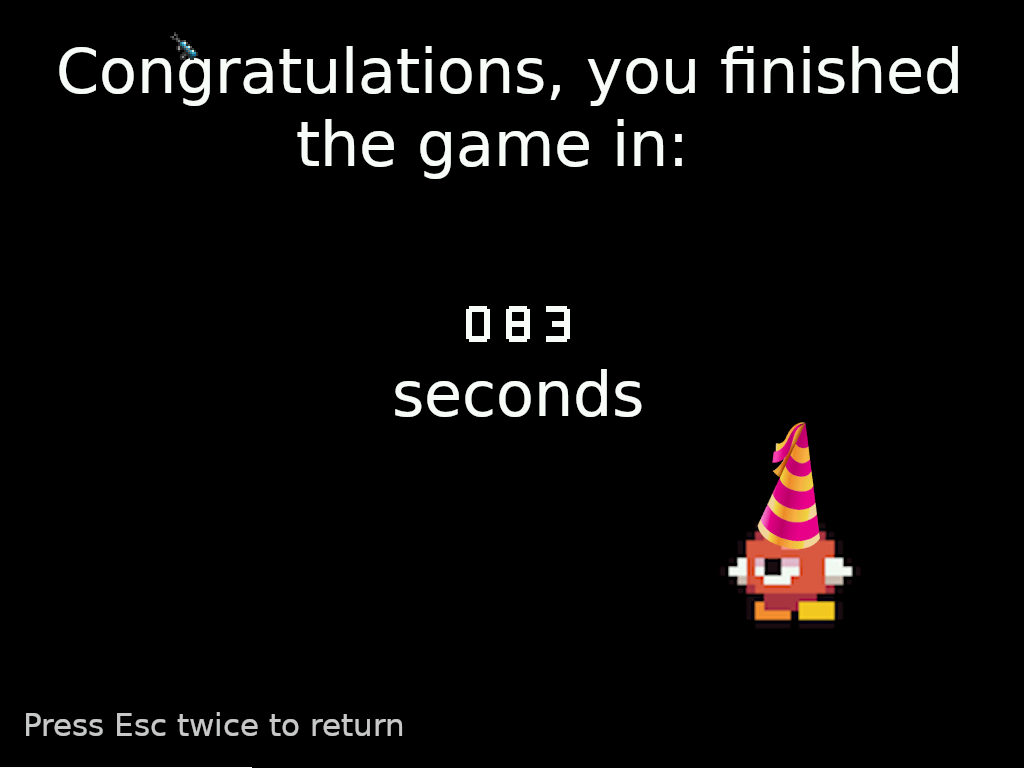 Congratulations, you finished
the game in:
083
seconds
Press Esc twice to return